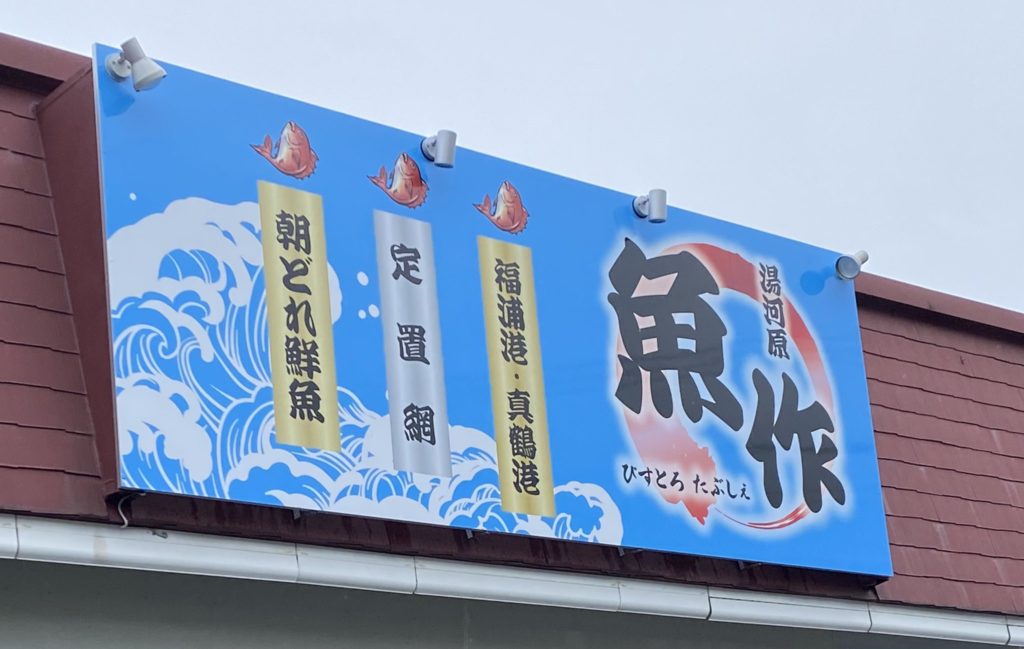 湯河原
魚作
びすとろ たぶしぇ
福浦港・真鶴港
定置網
朝どれ鮮魚